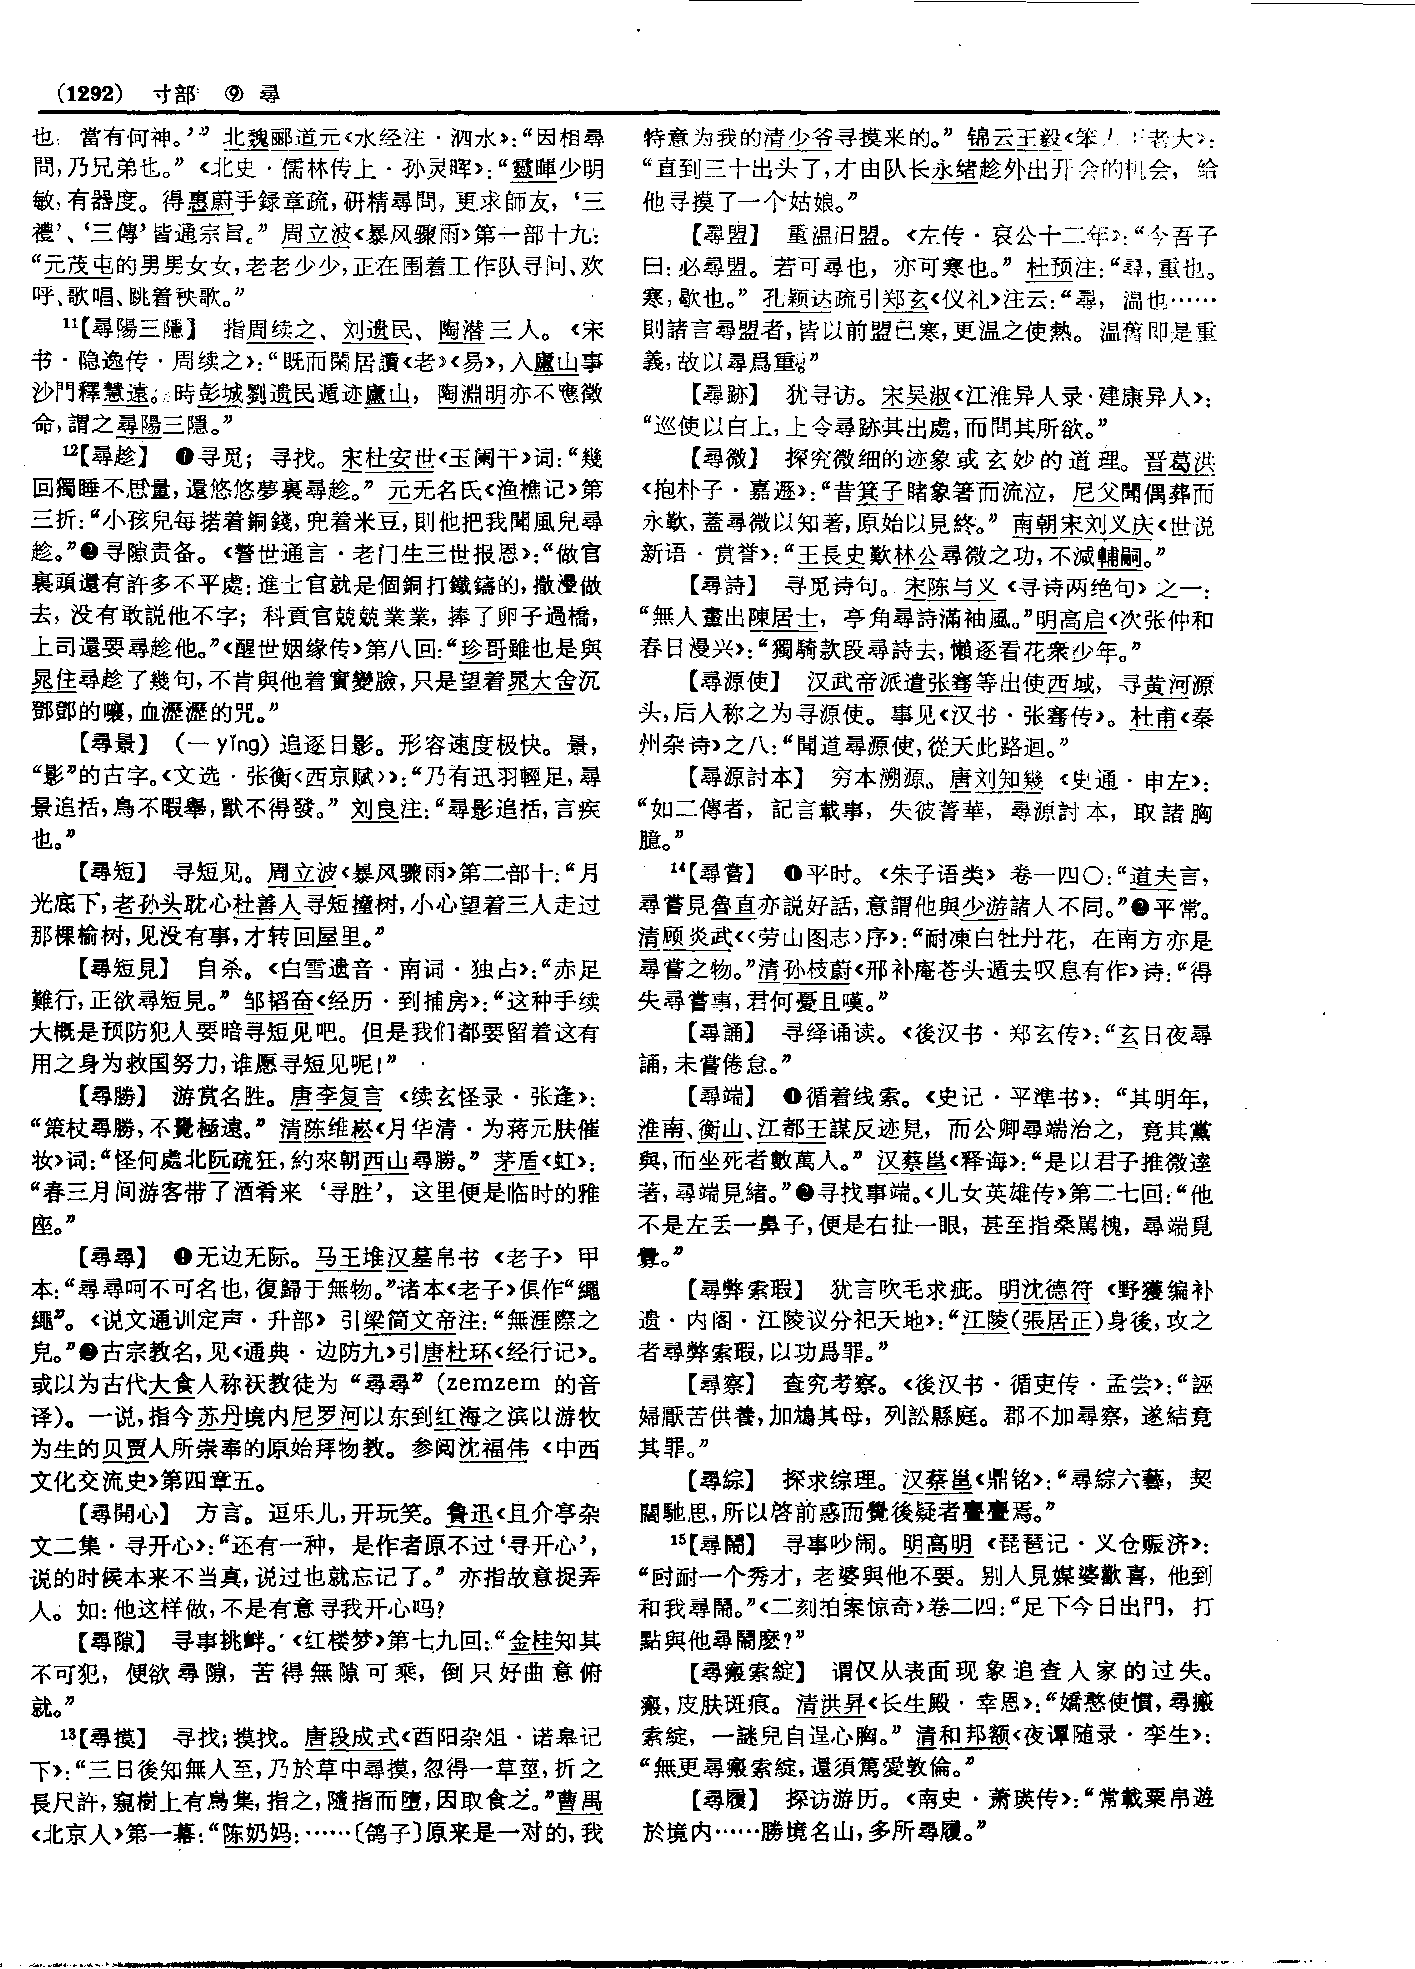 (1292) 寸部 ⑨ 尋
也，當有何神。’” 北魏郦道元《水经注·泗水》：“因相尋
問，乃兄弟也。” 《北史·儒林传上·孙灵晖》：“靈暉少明
敏，有器度。得惠蔚手録章疏，研精尋問，更求師友，‘三
禮’、‘三傳’皆通宗旨。” 周立波《暴风骤雨》第一部十九：
“元茂屯的男男女女，老老少少，正在围着工作队寻问、欢
呼、歌唱、跳着秧歌。”
11【尋陽三隱】 指周续之、刘遗民、陶潜三人。《宋
书·隐逸传·周续之》：“既而閑居讀《老》《易》，入廬山事
沙門釋慧遠。時彭城劉遺民遁迹廬山，陶淵明亦不應徵
命，謂之尋陽三隱。”
12【尋趁】 ❶寻觅；寻找。宋杜安世《玉阑干》词：“幾
回獨睡不思量，還悠悠夢裏尋趁。” 元无名氏《渔樵记》第
三折：“小孩兒每掿着銅錢，兜着米豆，則他把我聞風兒尋
趁。”❷寻隙责备。《警世通言·老门生三世报恩》：“做官
裏頭還有許多不平處：進士官就是個銅打鐵鑄的，撒漫做
去，没有敢説他不字；科貢官兢兢業業，捧了卵子過橋，
上司還要尋趁他。”《醒世姻缘传》第八回：“珍哥雖也是與
晁住尋趁了幾句，不肯與他着實變臉，只是望着晁大舍沉
鄧鄧的嚷，血瀝瀝的咒。”
【尋景】 (一 yǐng) 追逐日影。形容速度极快。景，
“影”的古字。《文选·张衡〈西京赋〉》：“乃有迅羽輕足，尋
景追括，鳥不暇舉，獸不得發。” 刘良注：“尋影追括，言疾
也。”
【尋短】 寻短见。周立波《暴风骤雨》第二部十：“月
光底下，老孙头耽心杜善人寻短撞树，小心望着三人走过
那棵榆树，见没有事，才转回屋里。”
【尋短見】 自杀。《白雪遗音·南词·独占》：“赤足
難行，正欲尋短見。” 邹韬奋《经历·到捕房》：“这种手续
大概是预防犯人要暗寻短见吧。但是我们都要留着这有
用之身为救国努力，谁愿寻短见呢！”
【尋勝】 游赏名胜。唐李复言《续玄怪录·张逢》：
“策杖尋勝，不覺極遠。” 清陈维崧《月华清·为蒋元肤催
妆》词：“怪何處北阮疏狂，約來朝西山尋勝。” 茅盾《虹》：
“春三月间游客带了酒肴来‘寻胜’，这里便是临时的雅
座。”
【尋尋】 ❶无边无际。马王堆汉墓帛书《老子》甲
本：“尋尋呵不可名也，復歸于無物。”诸本《老子》俱作“繩
繩”。《说文通训定声·升部》引梁简文帝注：“無涯際之
皃。”❷古宗教名，见《通典·边防九》引唐杜环《经行记》。
或以为古代大食人称祆教徒为“尋尋”(zemzem 的音
译)。一说，指今苏丹境内尼罗河以东到红海之滨以游牧
为生的贝贾人所崇奉的原始拜物教。参阅沈福伟《中西
文化交流史》第四章五。
【尋開心】 方言。逗乐儿，开玩笑。鲁迅《且介亭杂
文二集·寻开心》：“还有一种，是作者原不过‘寻开心’，
说的时候本来不当真，说过也就忘记了。” 亦指故意捉弄
人。如：他这样做，不是有意寻我开心吗？
【尋隙】 寻事挑衅。《红楼梦》第七九回：“金桂知其
不可犯，便欲尋隙，苦得無隙可乘，倒只好曲意俯
就。”
13【尋摸】 寻找；摸找。唐段成式《酉阳杂俎·诺皋记
下》：“三日後知無人至，乃於草中尋摸，忽得一草莖，折之
長尺許，窺樹上有鳥集，指之，隨指而墮，因取食之。”曹禺
《北京人》第一幕：“陈奶妈：……〔鸽子〕原来是一对的，我
特意为我的清少爷寻摸来的。” 锦云王毅《笨人王老大》：
“直到三十出头了，才由队长永绪趁外出开会的机会，给
他寻摸了一个姑娘。”
【尋盟】 重温旧盟。《左传·哀公十二年》：“今吾子
曰：必尋盟。若可尋也，亦可寒也。” 杜预注：“尋，重也。
寒，歇也。” 孔颖达疏引郑玄《仪礼》注云：“尋，温也……
則諸言尋盟者，皆以前盟已寒，更温之使熱。温舊即是重
義，故以尋爲重。”
【尋跡】 犹寻访。宋吴淑《江淮异人录·建康异人》：
“巡使以白上，上令尋跡其出處，而問其所欲。”
【尋微】 探究微细的迹象或玄妙的道理。晋葛洪
《抱朴子·嘉遯》：“昔箕子睹象箸而流泣，尼父聞偶葬而
永歎，蓋尋微以知著，原始以見終。” 南朝宋刘义庆《世说
新语·赏誉》：“王長史歎林公尋微之功，不減輔嗣。”
【尋詩】 寻觅诗句。宋陈与义《寻诗两绝句》之一：
“無人畫出陳居士，亭角尋詩滿袖風。”明高启《次张仲和
春日漫兴》：“獨騎款段尋詩去，懶逐看花衆少年。”
【尋源使】 汉武帝派遣张骞等出使西域，寻黄河源
头，后人称之为寻源使。事见《汉书·张骞传》。杜甫《秦
州杂诗》之八：“聞道尋源使，從天此路迴。”
【尋源討本】 穷本溯源。唐刘知幾《史通·申左》：
“如二傳者，記言載事，失彼菁華，尋源討本，取諸胸
臆。”
14【尋嘗】 ❶平时。《朱子语类》卷一四〇：“道夫言，
尋嘗見魯直亦説好話，意謂他與少游諸人不同。”❷平常。
清顾炎武《〈劳山图志〉序》：“耐凍白牡丹花，在南方亦是
尋嘗之物。”清孙枝蔚《邢补庵苍头遁去叹息有作》诗：“得
失尋嘗事，君何憂且嘆。”
【尋誦】 寻绎诵读。《後汉书·郑玄传》：“玄日夜尋
誦，未嘗倦怠。”
【尋端】 ❶循着线索。《史记·平準书》：“其明年，
淮南、衡山、江都王謀反迹見，而公卿尋端治之，竟其黨
與，而坐死者數萬人。” 汉蔡邕《释诲》：“是以君子推微達
著，尋端見緒。”❷寻找事端。《儿女英雄传》第二七回：“他
不是左丢一鼻子，便是右扯一眼，甚至指桑駡槐，尋端覓
釁。”
【尋弊索瑕】 犹言吹毛求疵。明沈德符《野獲编补
遗·内阁·江陵议分祀天地》：“江陵(張居正)身後，攻之
者尋弊索瑕，以功爲罪。”
【尋察】 查究考察。《後汉书·循吏传·孟尝》：“誣
婦厭苦供養，加鴆其母，列訟縣庭。郡不加尋察，遂結竟
其罪。”
【尋綜】 探求综理。汉蔡邕《鼎铭》：“尋綜六藝，契
闊馳思，所以啓前惑而覺後疑者亹亹焉。”
15【尋鬧】 寻事吵闹。明高明《琵琶记·义仓赈济》：
“叵耐一个秀才，老婆與他不要。别人見媒婆歡喜，他到
和我尋鬧。”《二刻拍案惊奇》卷二四：“足下今日出門，打
點與他尋鬧麽？”
【尋瘢索綻】 谓仅从表面现象追查人家的过失。
瘢，皮肤斑痕。清洪昇《长生殿·幸恩》：“嬌憨使慣，尋瘢
索綻，一謎兒自逞心胸。” 清和邦额《夜谭随录·李生》：
“無更尋瘢索綻，還須篤愛敦倫。”
【尋履】 探访游历。《南史·萧瑛传》：“常載粟帛遊
於境内……勝境名山，多所尋履。”